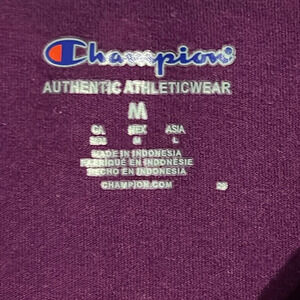 Champion
AUTHENTIC ATHLETICWEAR
M
CA MEX ASIA
M L
MADE IN INDONESIA
FABRIQUÉ EN INDONÉSIE
HECHO EN INDONESIA
CHAMPION.COM